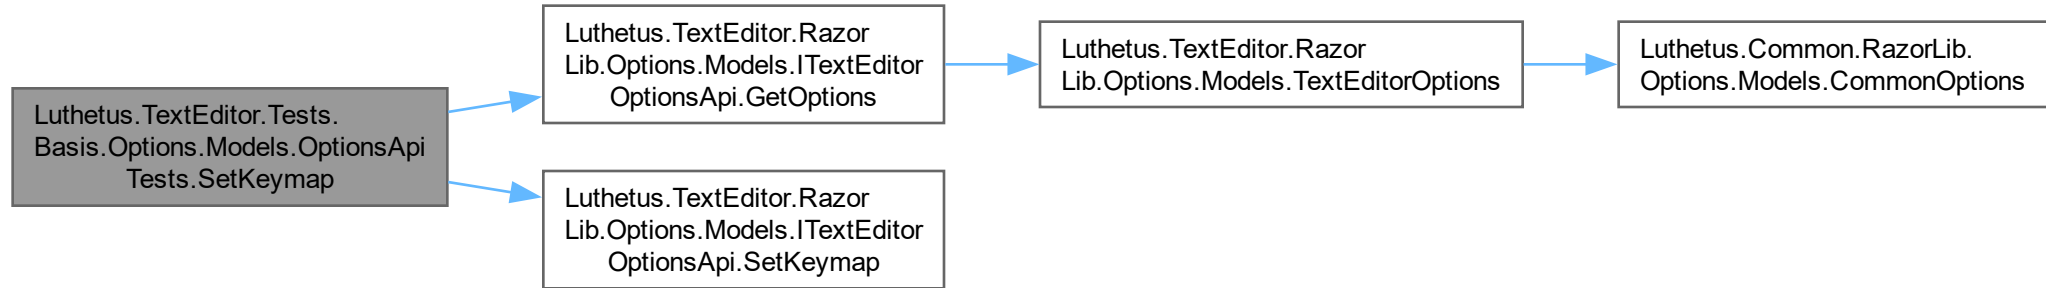 Luthetus.TextEditor.Tests.
Basis.Options.Models.OptionsApi
Tests.SetKeymap
Luthetus.TextEditor.Razor
Lib.Options.Models.ITextEditor
OptionsApi.GetOptions
Luthetus.TextEditor.Razor
Lib.Options.Models.TextEditorOptions
Luthetus.Common.RazorLib.
Options.Models.CommonOptions
Luthetus.TextEditor.Razor
Lib.Options.Models.ITextEditor
OptionsApi.SetKeymap